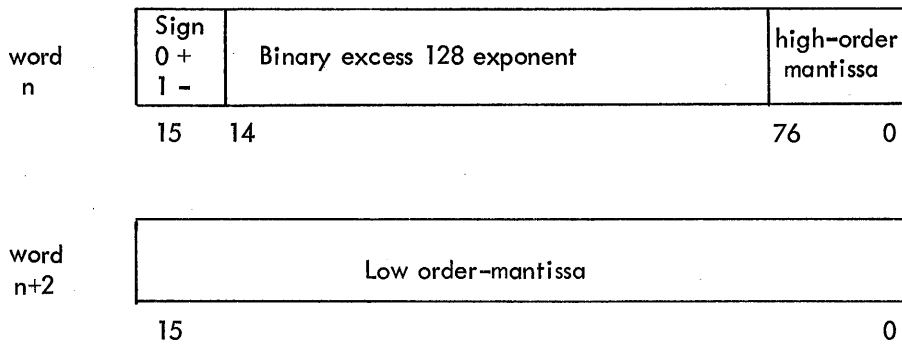 Sign
0 +
1 -
word
n
Binary excess 128 exponent
high-order
mantissa
15 14 76 0
word
n+2
Low order-mantissa
15 0